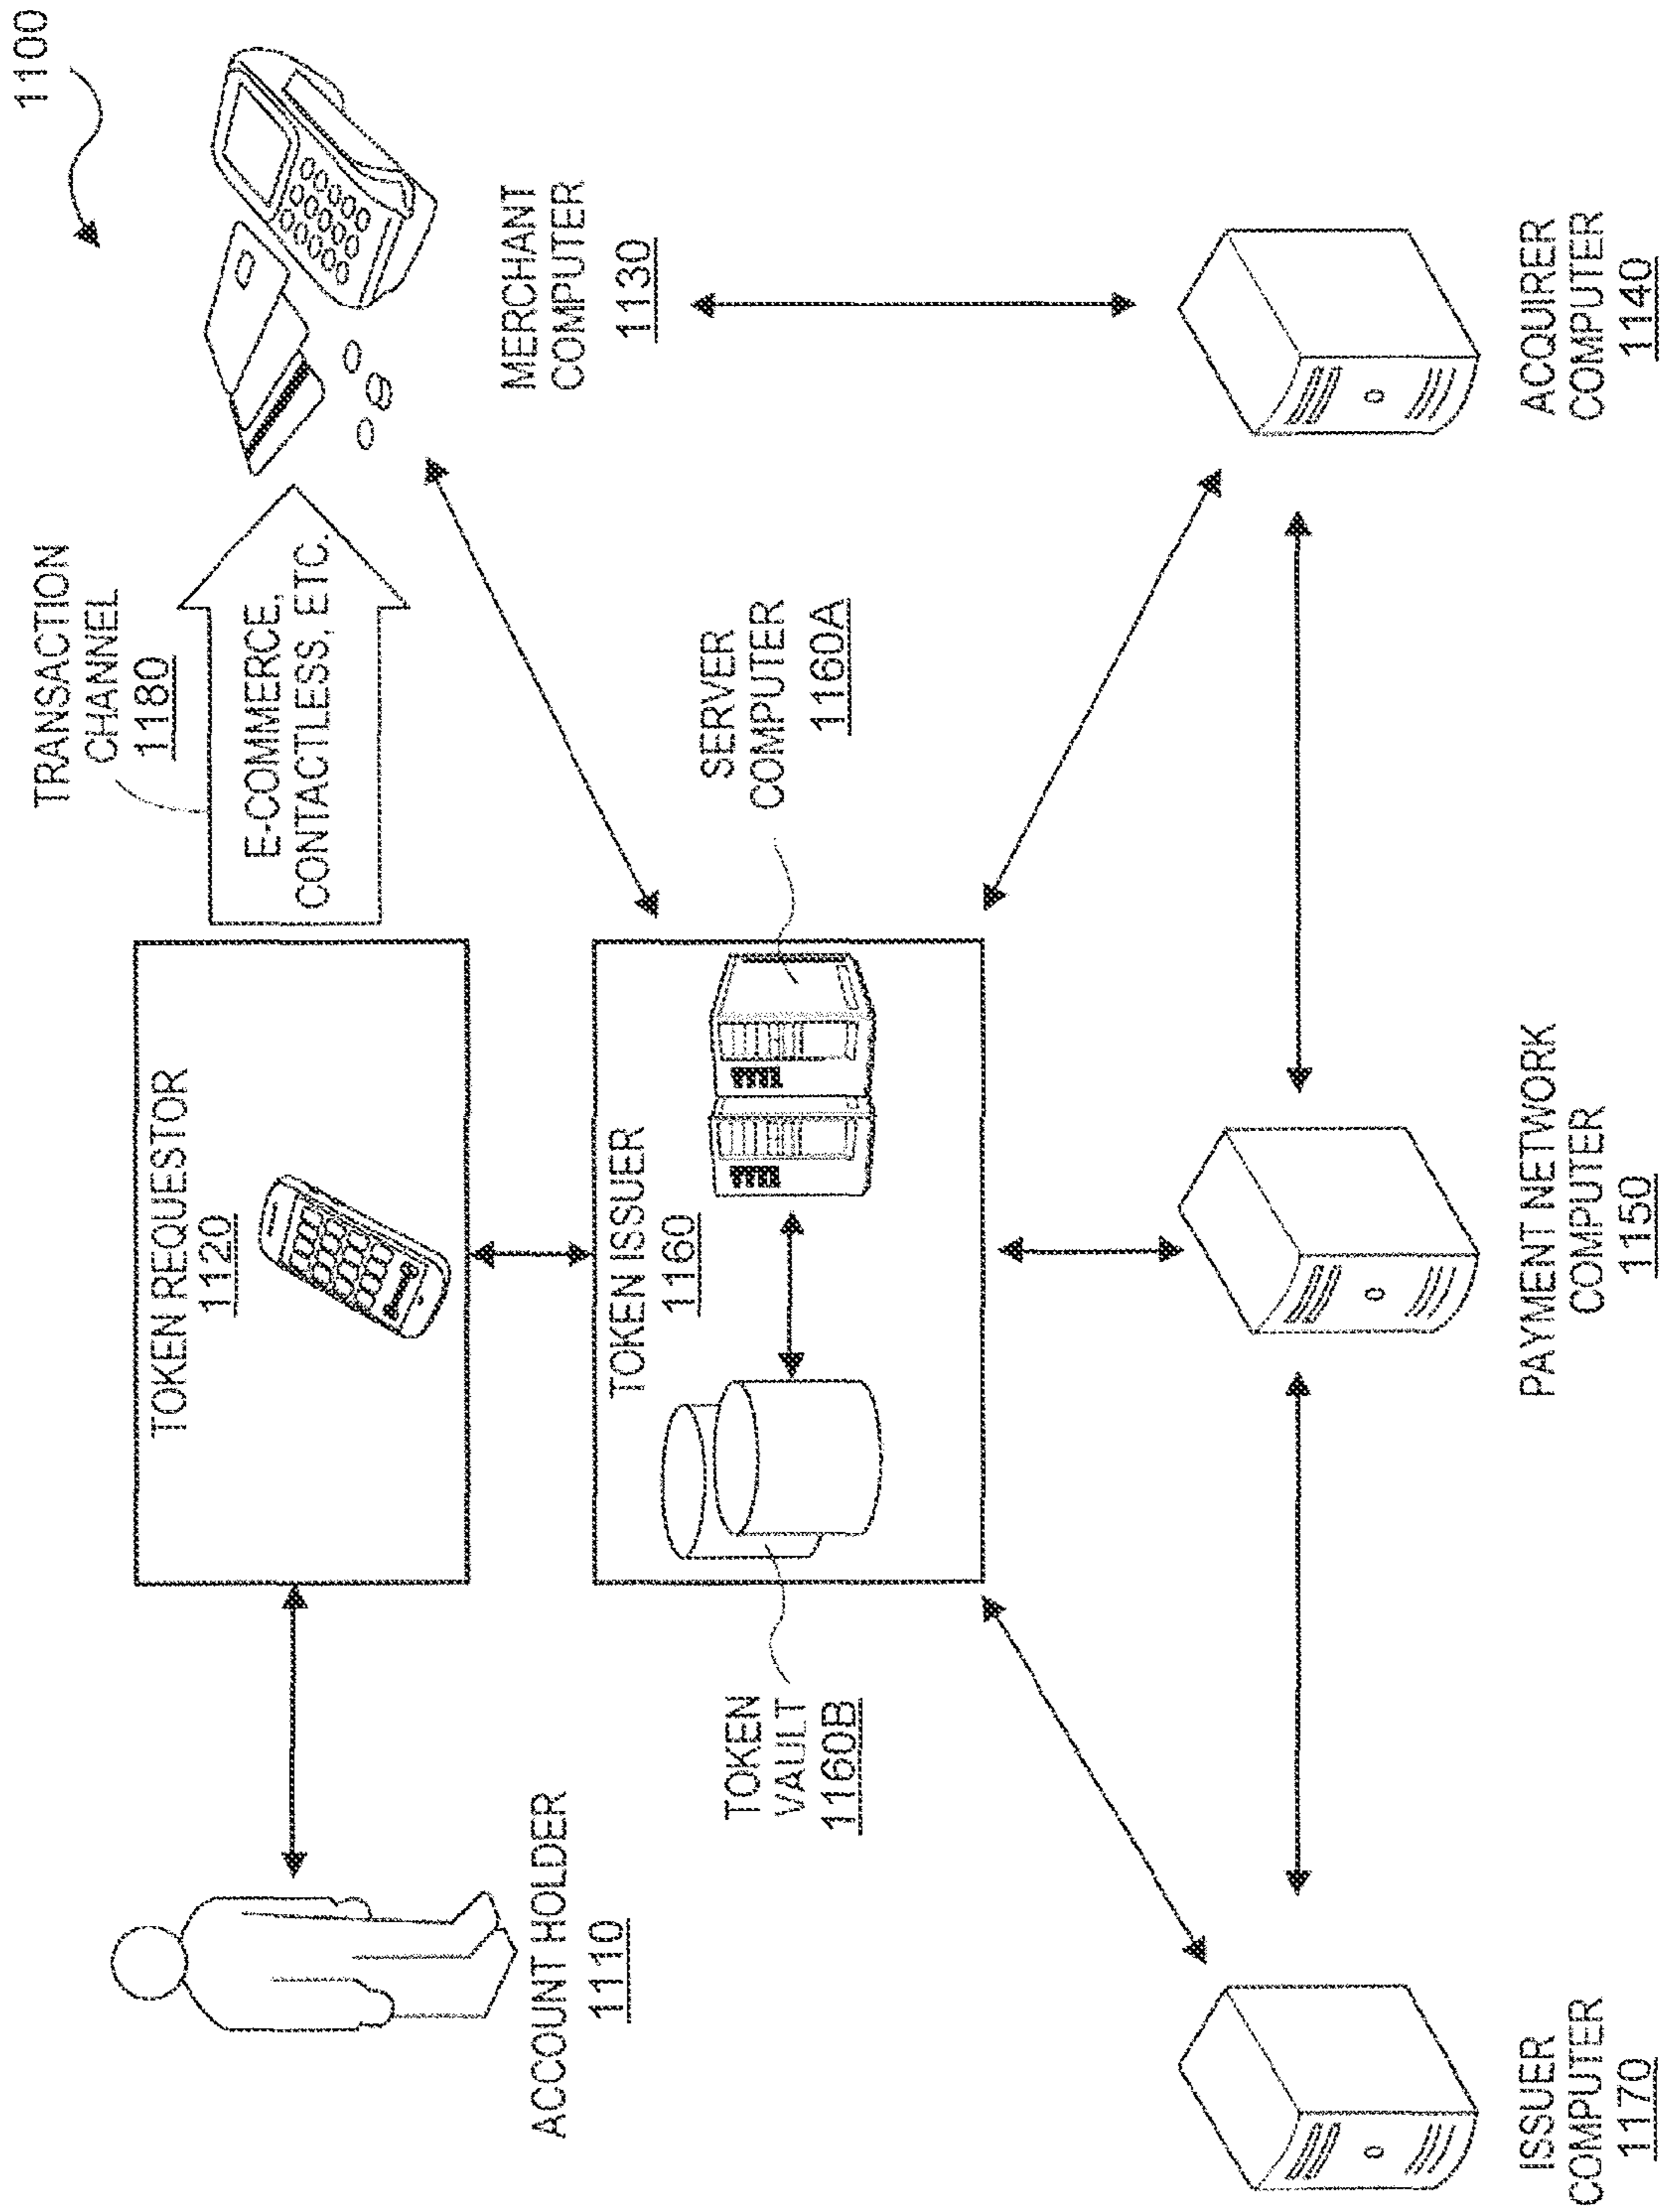 1100
TRANSACTION
CHANNEL
1180
E-COMMERCE,
CONTACTLESS, ETC.
TOKEN REQUESTOR
1120
ACCOUNT HOLDER
1110
MERCHANT
COMPUTER
1130
TOKEN ISSUER
1160
SERVER
COMPUTER
1160A
TOKEN
VAULT
1160B
ISSUER
COMPUTER
1170
PAYMENT NETWORK
COMPUTER
1150
ACQUIRER
COMPUTER
1140